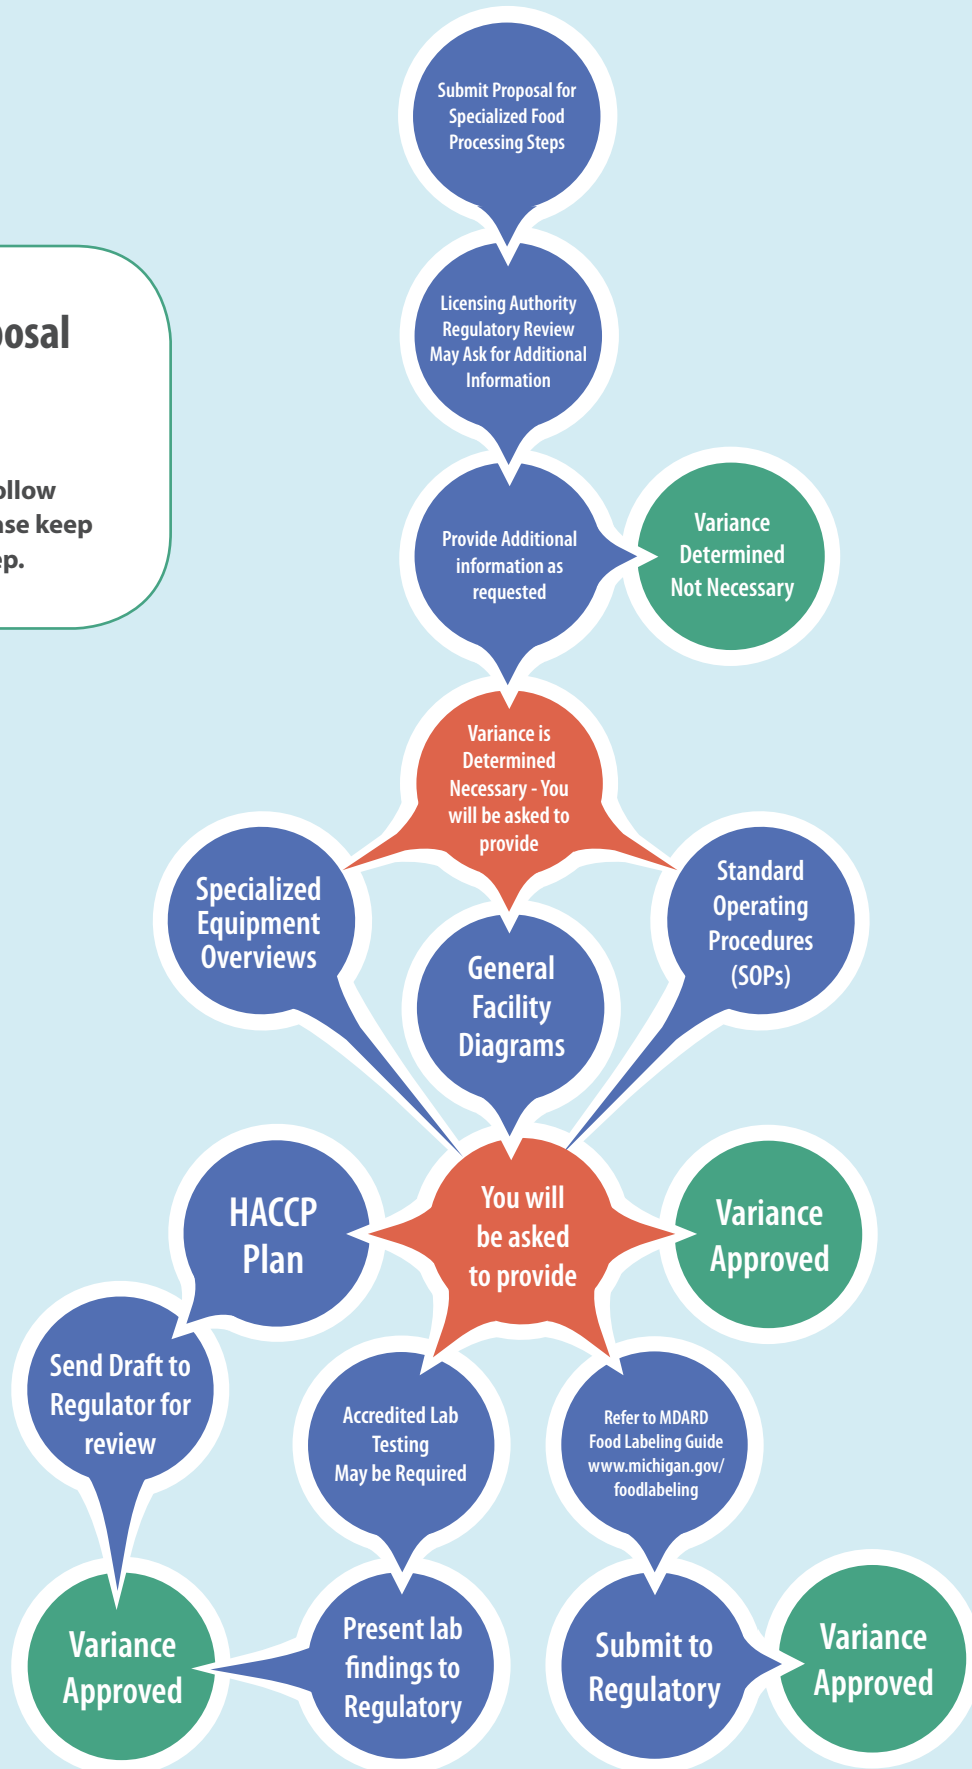 Submit Proposal for
Specialized Food
Processing Steps
Licensing Authority
Regulatory Review
May Ask for Additional
Information
ollow
ep.
Provide Additional
information as
requested
Variance
Determined
Not Necessary
Variance is
Determined
Necessary - You
will be asked to
provide
Specialized
Equipment
Overviews
General
Facility
Diagrams
Standard
Operating
Procedures
(SOPs)
HACCP
Plan
You will
be asked
to provide
Variance
Approved
Send Draft to
Regulator for
review
Accredited Lab
Testing
May be Required
Refer to MDARD
Food Labeling Guide
www.michigan.gov/
foodlabeling
Variance
Approved
Present lab
findings to
Regulatory
Submit to
Regulatory
Variance
Approved